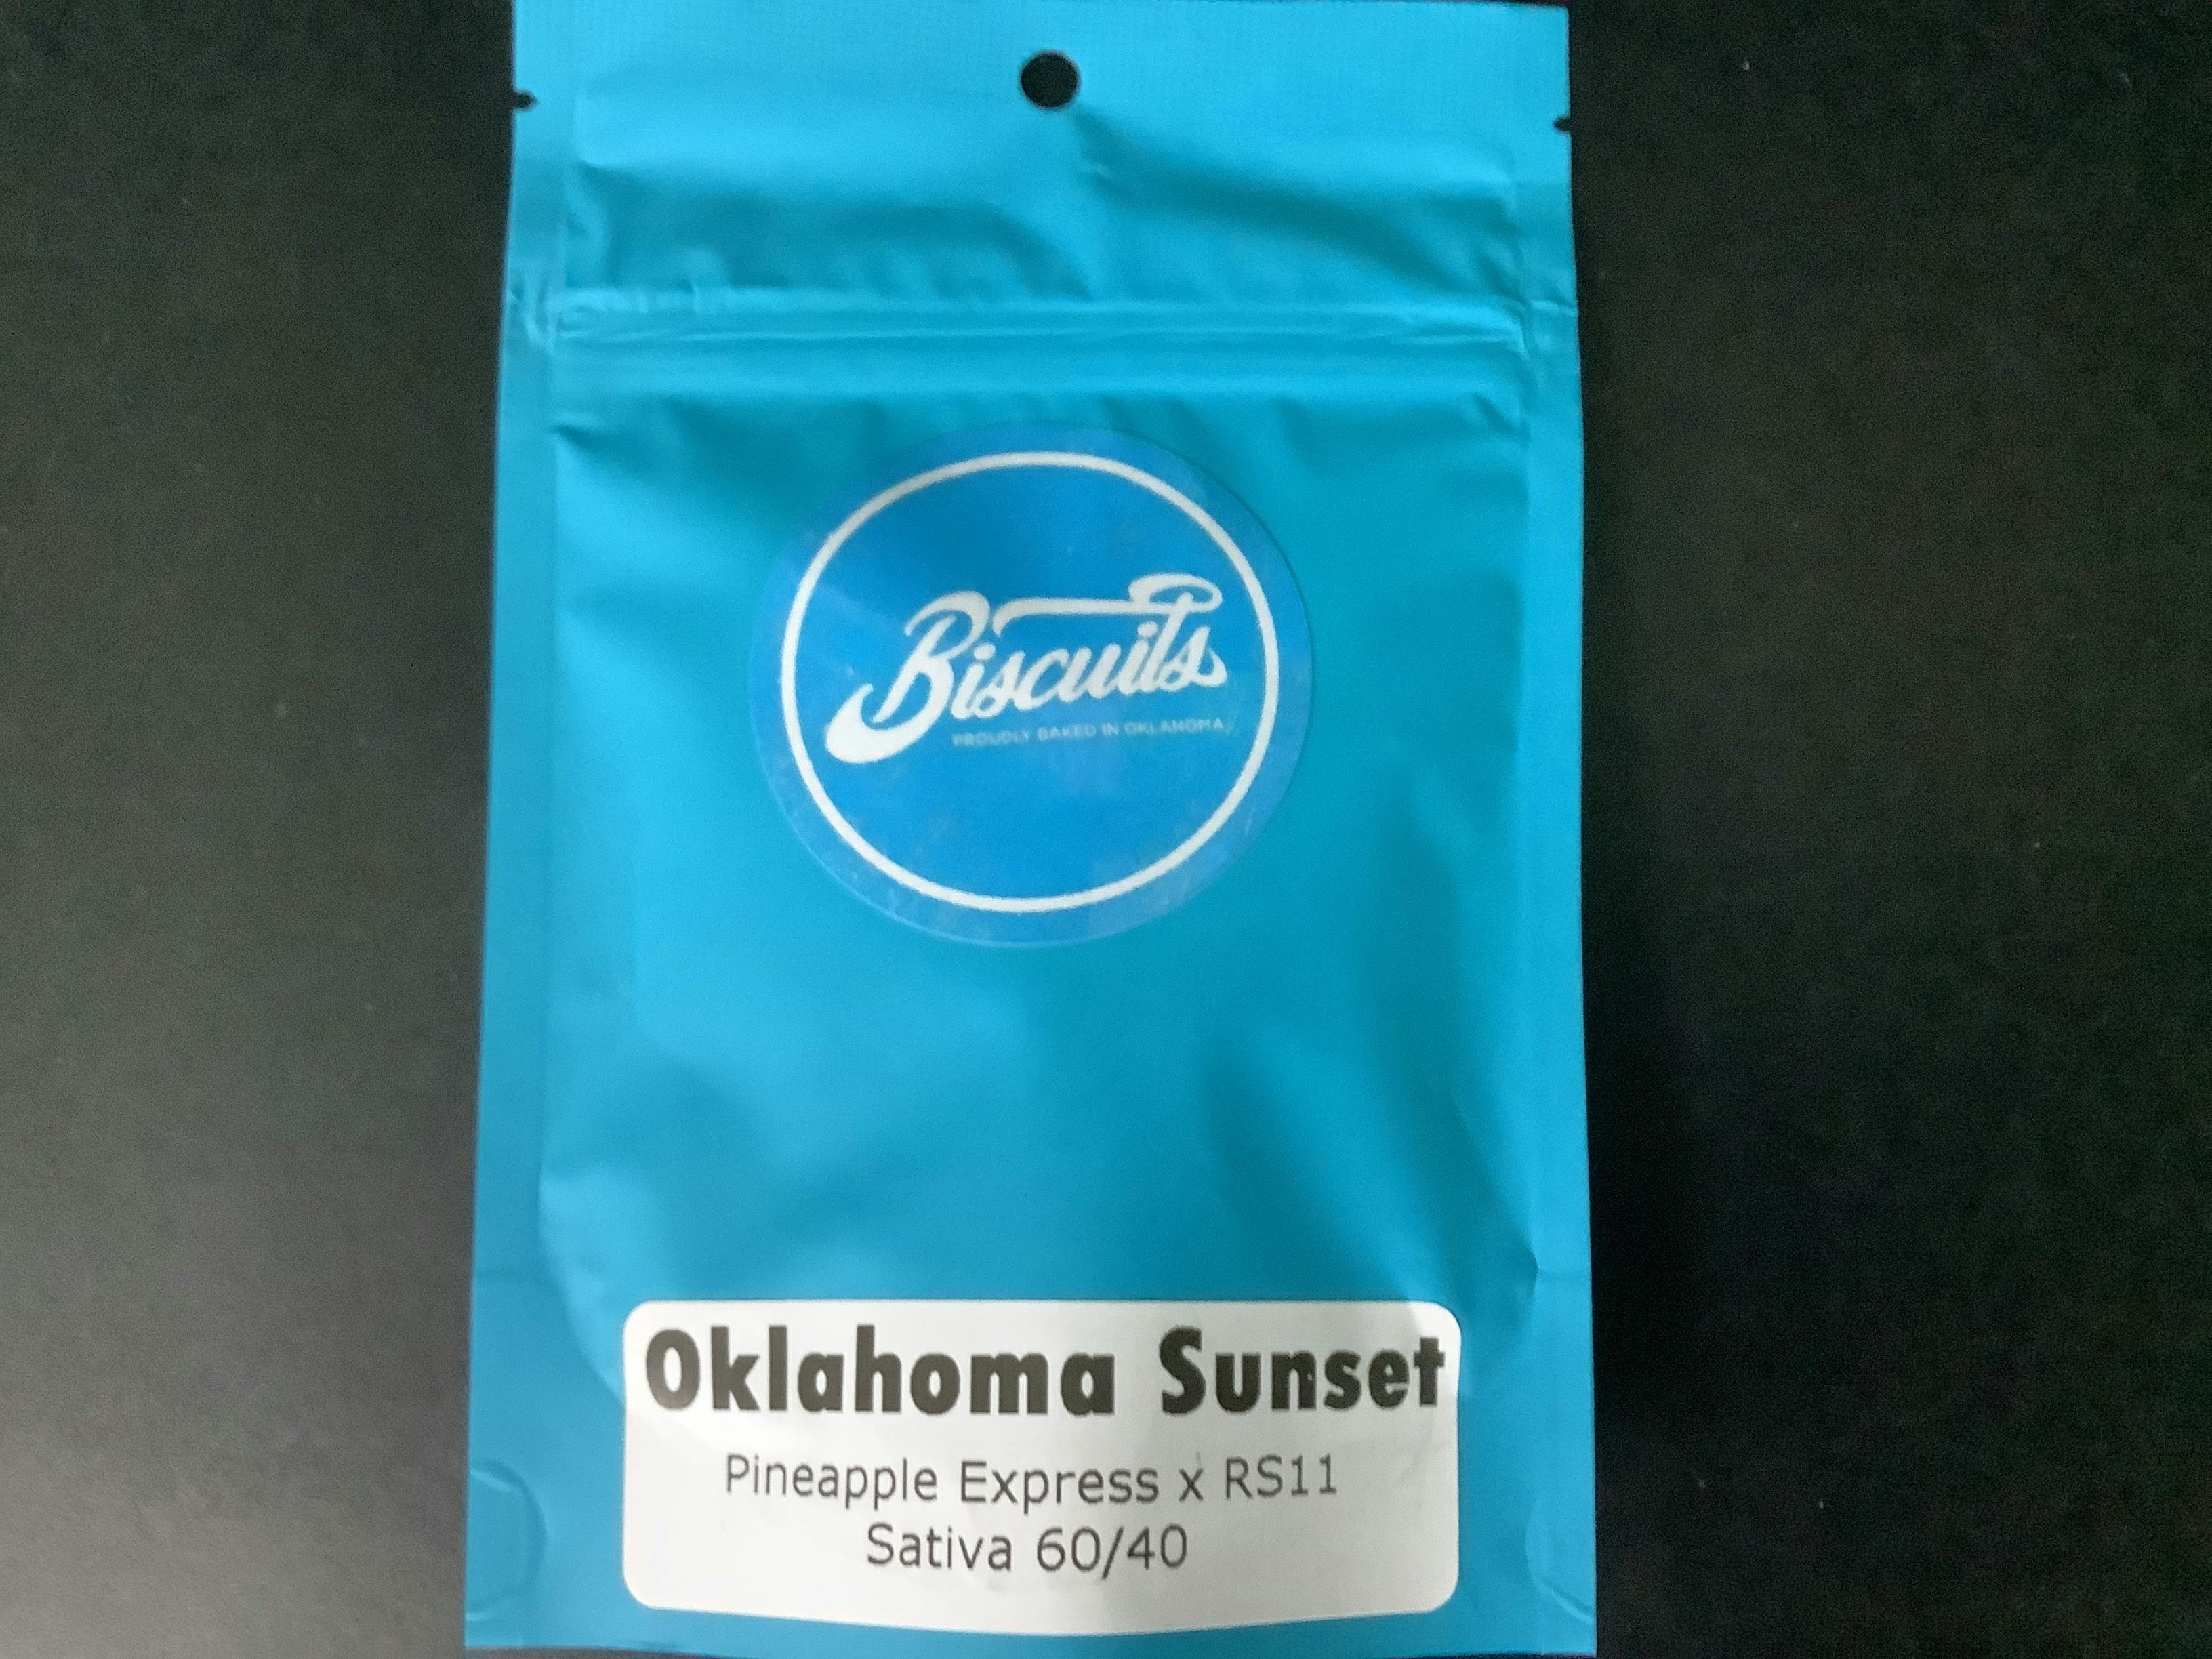 Biscuits
PROUDLY BAKED IN OKLAHOMA
Oklahoma Sunset
Pineapple Express x RS11
Sativa 60/40